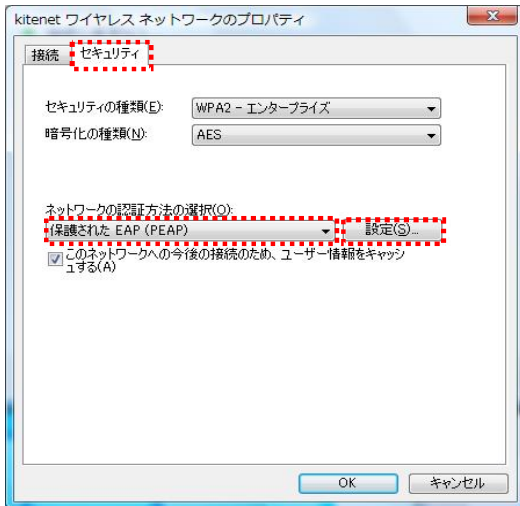 kitenet ワイヤレス ネットワークのプロパティ
接続 セキュリティ
セキュリティの種類(E): WPA2 - エンタープライズ
暗号化の種類(N): AES
ネットワークの認証方法の選択(O):
保護された EAP (PEAP) 設定(S)...
このネットワークへの今後の接続のため、ユーザー情報をキャッシ
ュする(A)
OK キャンセル